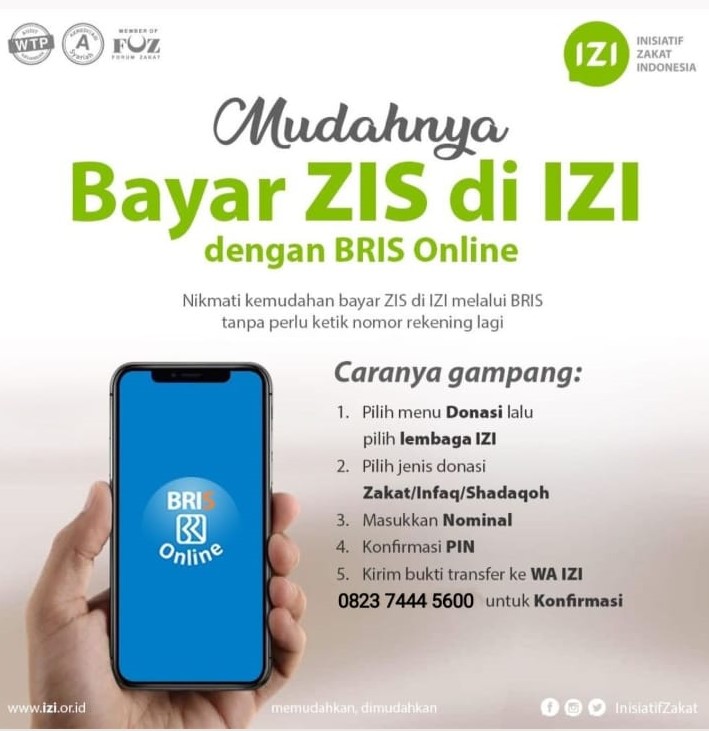 AUDIT
WTP
A
Syariah
MEMBER OF
FOZ
FORUM ZAKAT
IZI
INISIATIF
ZAKAT
INDONESIA
Mudahnya
Bayar ZIS di IZI
dengan BRIS Online
Nikmati kemudahan bayar ZIS di IZI melalui BRIS
tanpa perlu ketik nomor rekening lagi
Caranya gampang:
1. Pilih menu Donasi lalu
pilih lembaga IZI
2. Pilih jenis donasi
Zakat/Infaq/Shadaqoh
3. Masukkan Nominal
4. Konfirmasi PIN
5. Kirim bukti transfer ke WA IZI
0823 7444 5600 untuk Konfirmasi
BRIS
Online
www.izi.or.id
memudahkan, dimudahkan
InisiatifZakat